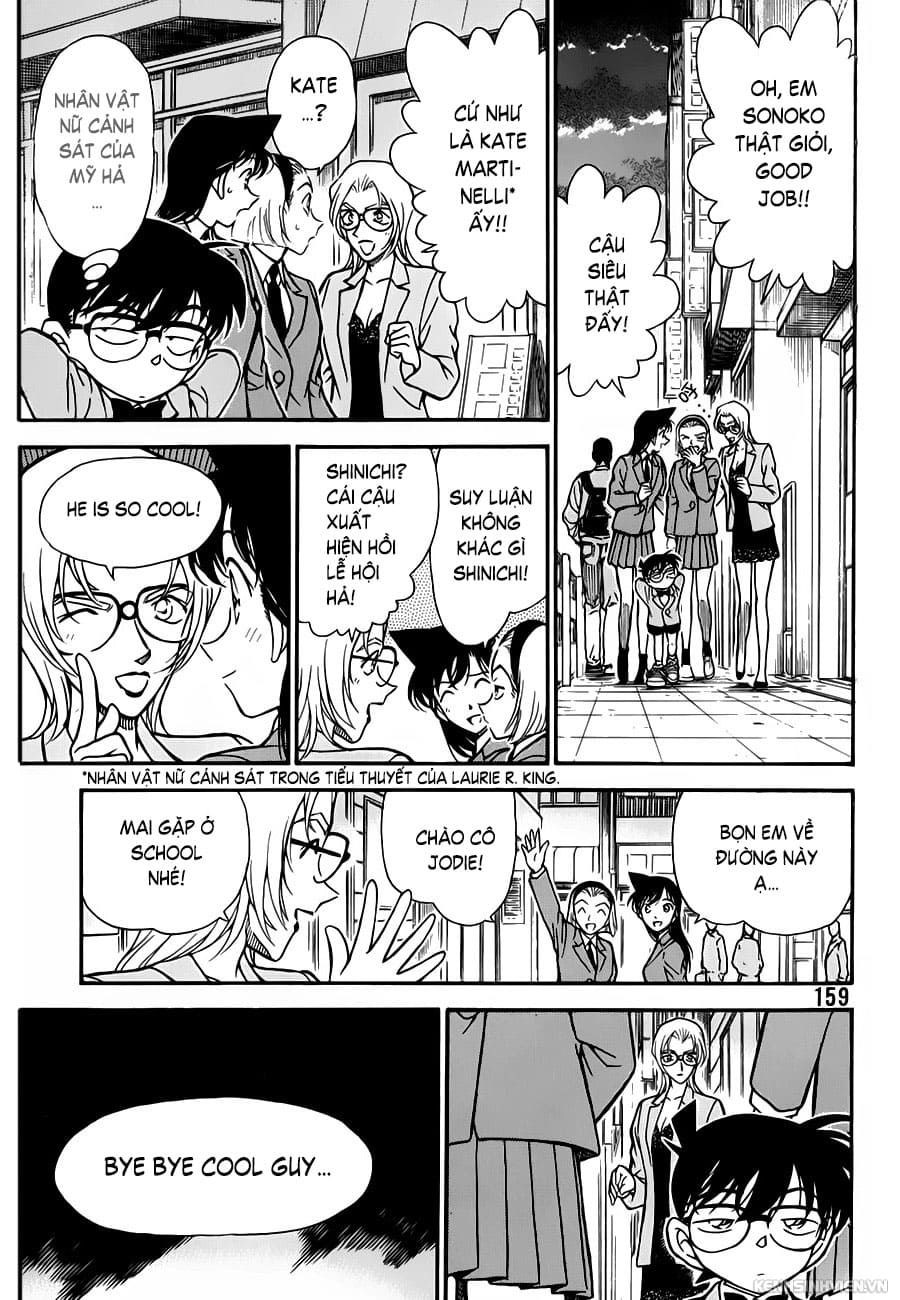 OH, EM
SONOKO
THẬT GIỎI,
GOOD
JOB!!
CẬU
SIÊU
THẬT
ĐẤY!
CỨ NHƯ
LÀ KATE
MARTI-
NELLI*
ẤY!!
KATE
...?
NHÂN VẬT
NỮ CẢNH
SÁT CỦA
MỸ HẢ
...
SUY LUẬN
KHÔNG
KHÁC GÌ
SHINICHI!
SHINICHI?
CÁI CẬU
XUẤT
HIỆN HỒI
LỄ HỘI
HẢ!
HE IS SO COOL!
*NHÂN VẬT NỮ CẢNH SÁT TRONG TIỂU THUYẾT CỦA LAURIE R. KING.
BỌN EM VỀ
ĐƯỜNG NÀY
Ạ...
CHÀO CÔ
JODIE!
MAI GẶP Ở
SCHOOL
NHÉ!
159
BYE BYE COOL GUY...
KENHSINHVIEN.VN